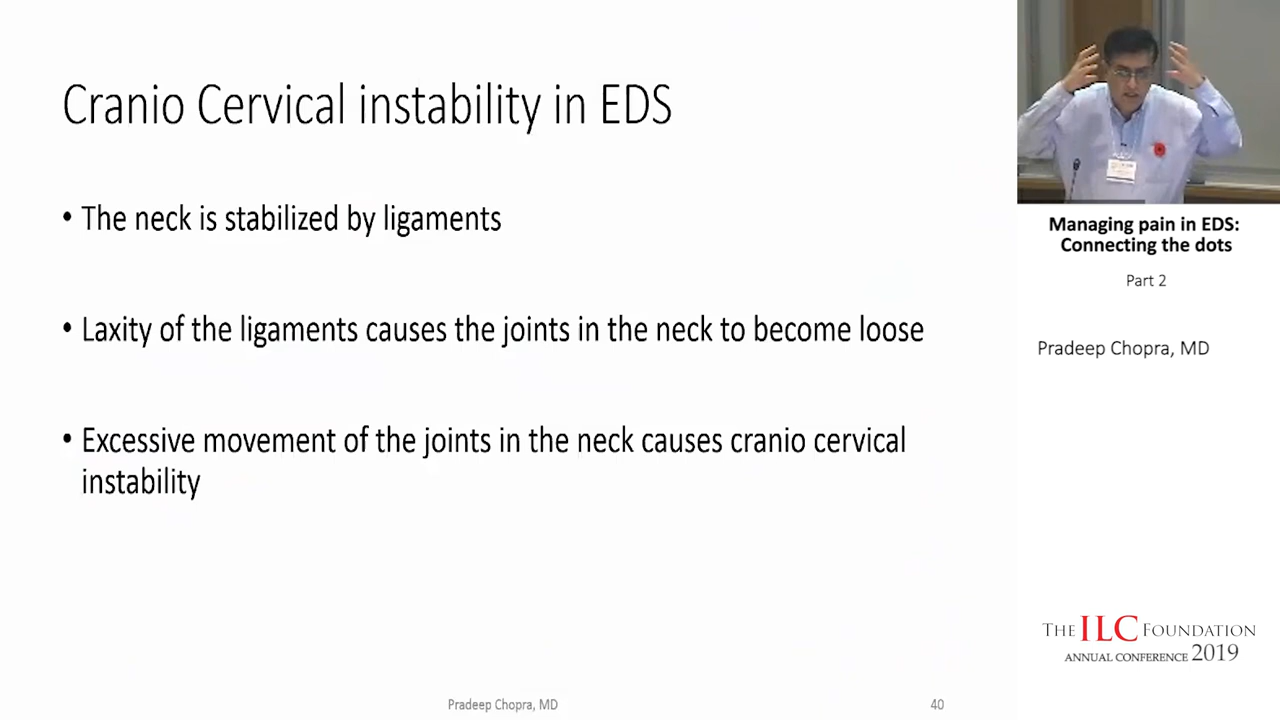 Cranio Cervical instability in EDS
• The neck is stabilized by ligaments
• Laxity of the ligaments causes the joints in the neck to become loose
• Excessive movement of the joints in the neck causes cranio cervical
instability
Pradeep Chopra, MD
40
Managing pain in EDS:
Connecting the dots
Part 2
Pradeep Chopra, MD
THE ILC FOUNDATION
ANNUAL CONFERENCE 2019